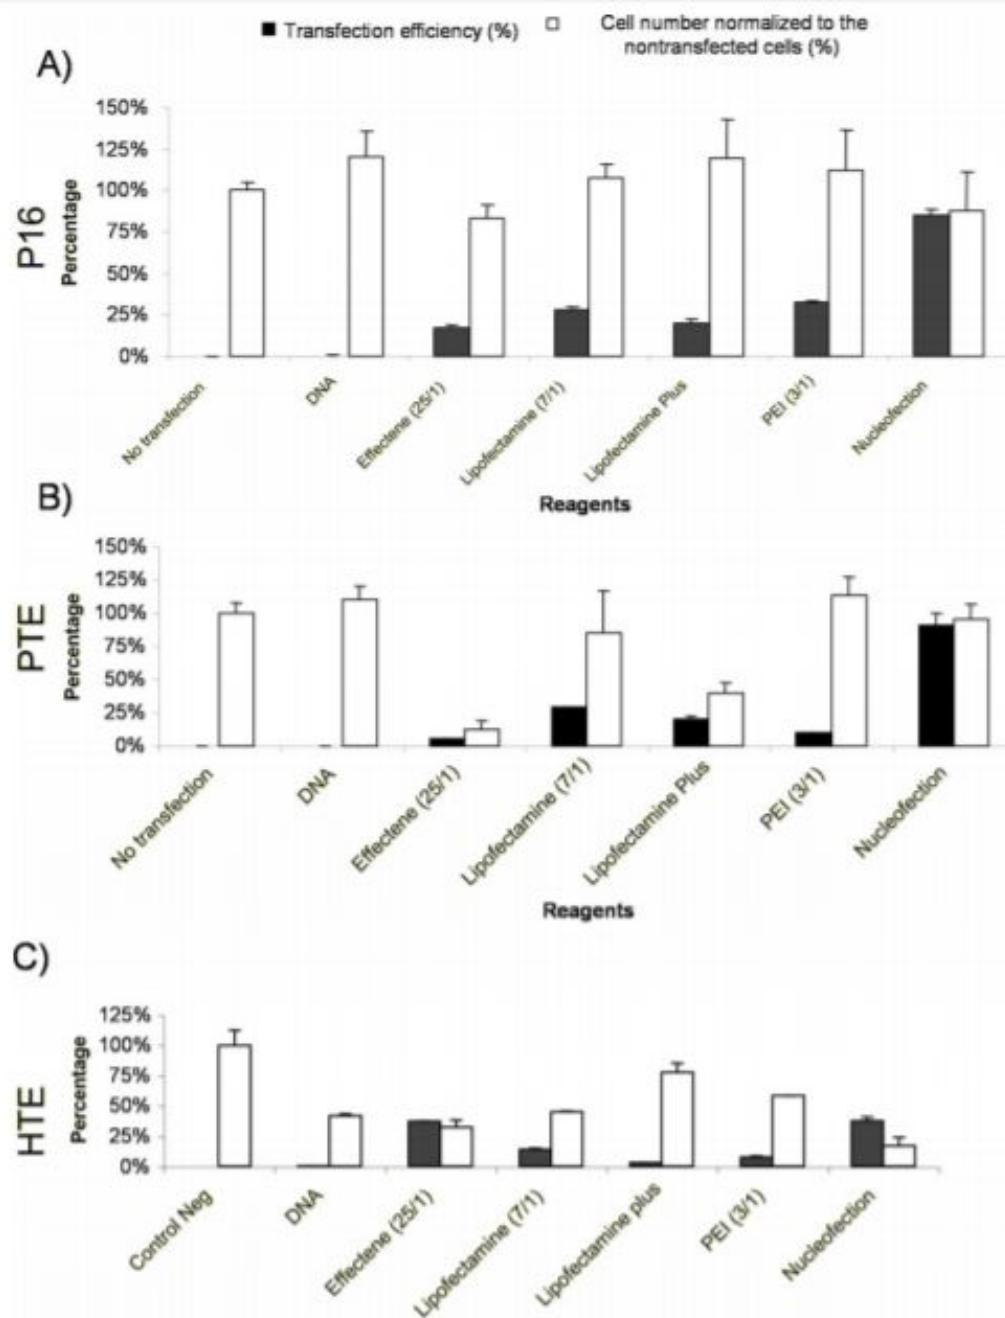 Transfection efficiency (%)
Cell number normalized to the
nontransfected cells (%)
A)
P16
Percentage
150%
125%
100%
75%
50%
25%
0%
No transfection
DNA
Effectene (25/1)
Lipofectamine (7/1)
Lipofectamine Plus
PEI (3/1)
Nucleofection
Reagents
B)
PTE
Percentage
150%
125%
100%
75%
50%
25%
0%
No transfection
DNA
Effectene (25/1)
Lipofectamine (7/1)
Lipofectamine Plus
PEI (3/1)
Nucleofection
Reagents
C)
HTE
Percentage
125%
100%
75%
50%
25%
0%
Control Neg
DNA
Effectene (25/1)
Lipofectamine (7/1)
Lipofectamine plus
PEI (3/1)
Nucleofection